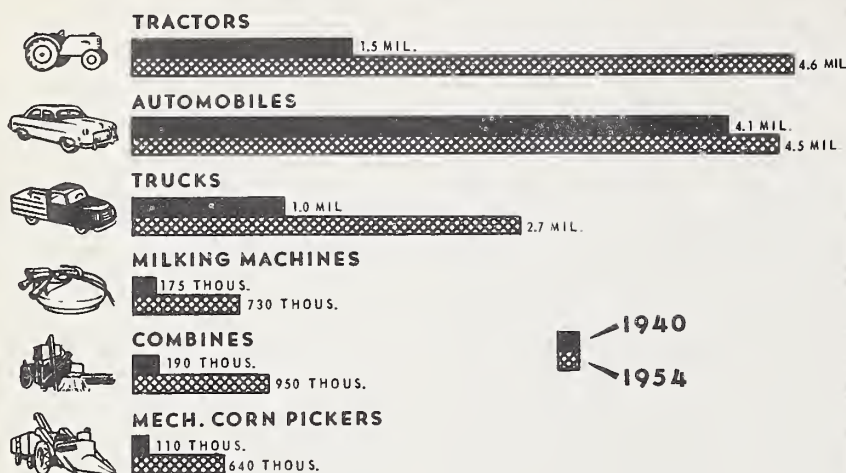 TRACTORS
1.5 MIL.
4.6 MIL
AUTOMOBILES
4.1 MIL.
4.5 MIL
TRUCKS
1.0 MIL
2.7 MIL.
MILKING MACHINES
175 THOUS.
730 THOUS.
COMBINES
190 THOUS.
950 THOUS.
1940
1954
MECH. CORN PICKERS
110 THOUS.
640 THOUS.